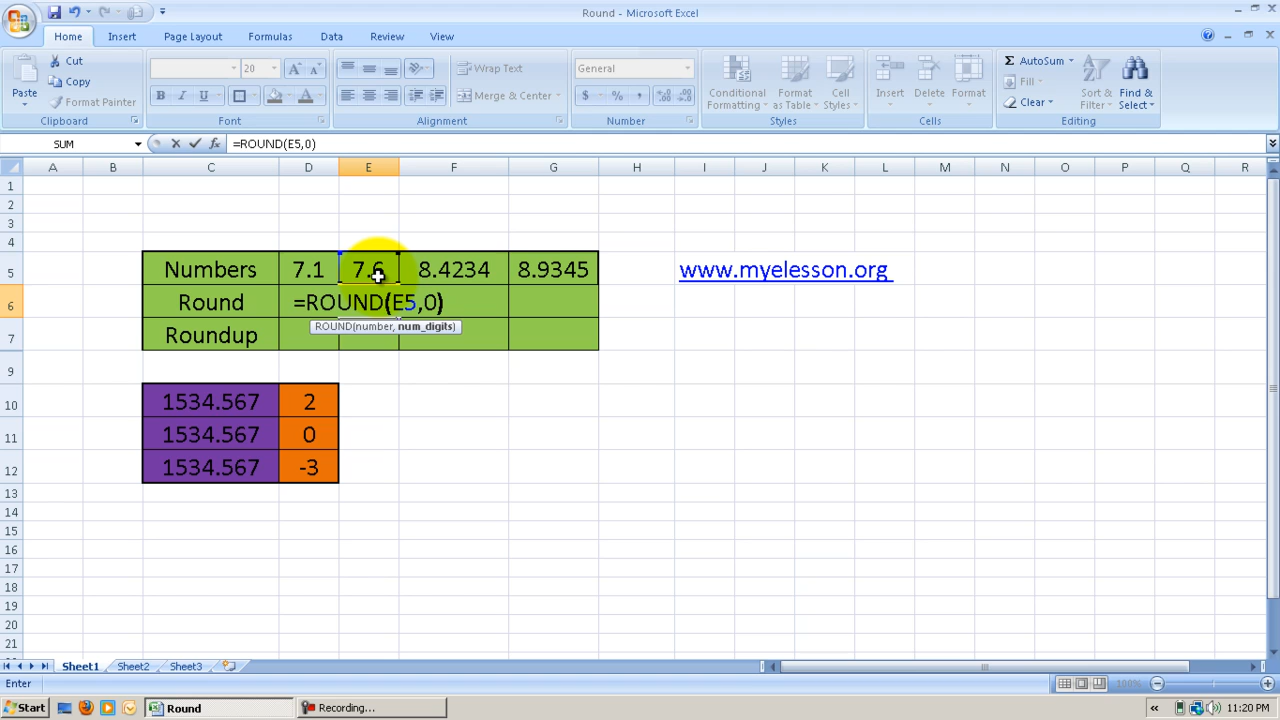 Round - Microsoft Excel
Home Insert Page Layout Formulas Data Review View
Paste
Cut
Copy
Format Painter
Clipboard
20 A A
B I U
A
Font
Wrap Text
Merge & Center
Alignment
General
$ % ,
Number
Conditional Formatting
Format as Table
Cell Styles
Styles
Insert
Delete
Format
Cells
Σ AutoSum
Fill
Clear
Sort & Filter
Find & Select
Editing
SUM fx =ROUND(E5,0)
A B C D E F G H I J K L M N O P Q R
1
2
3
4
5 Numbers 7.1 7.6 8.4234 8.9345 www.myelesson.org
6 Round =ROUND(E5,0)
ROUND(number, num_digits)
7 Roundup
9
10 1534.567 2
11 1534.567 0
12 1534.567 -3
13
14
15
16
17
18
19
20
21
Sheet1 Sheet2 Sheet3
Enter 100%
Start Round Recording... « 11:20 PM